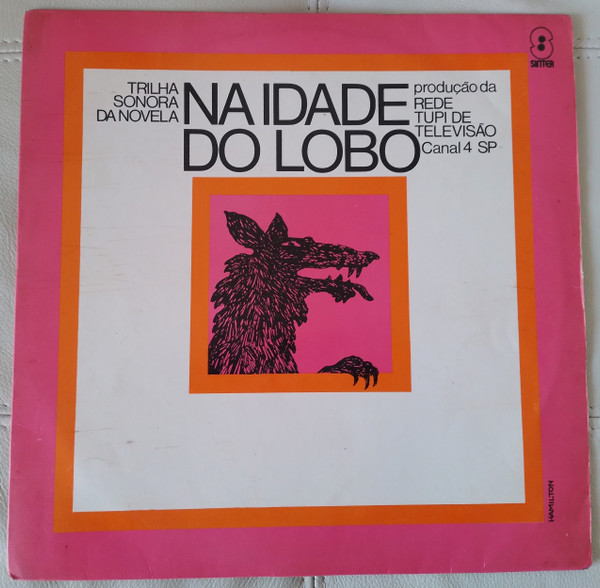 TRILHA
SONORA
DA NOVELA
NA IDADE
DO LOBO
produção da
REDE
TUPI DE
TELEVISÃO
Canal 4 SP
SINTER
HAMILTON